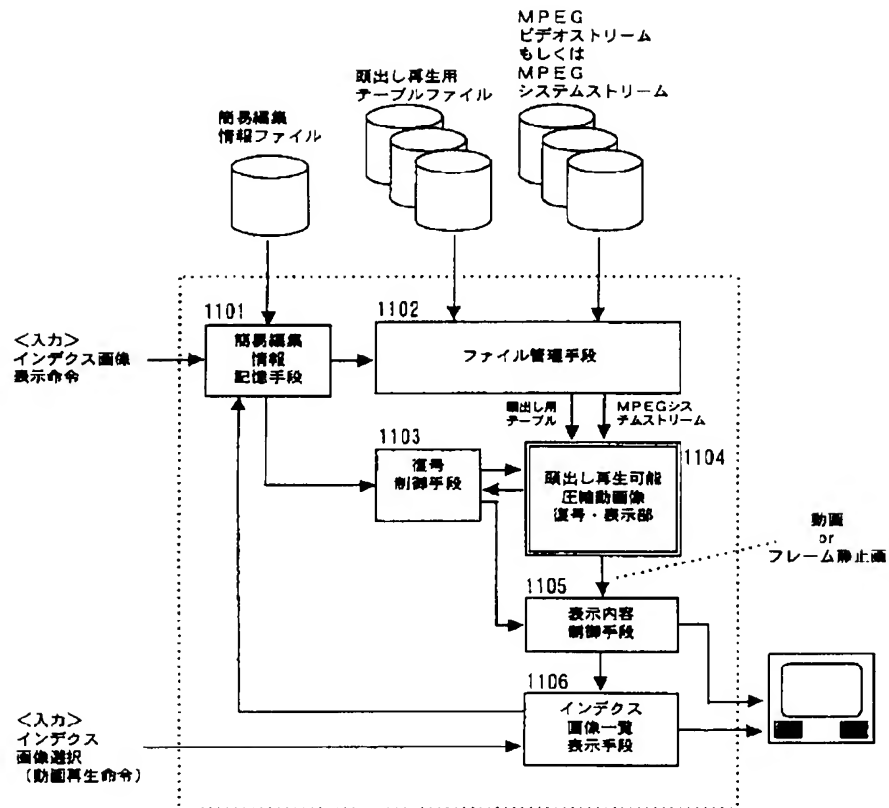 MPEG
ビデオストリーム
もしくは
MPEG
システムストリーム
頭出し再生用
テーブルファイル
簡易編集
情報ファイル
1101
簡易編集
情報
記憶手段
1102
ファイル管理手段
<入力>
インデクス画像
表示命令
頭出し用
テーブル
MPEGシス
テムストリーム
1103
復号
制御手段
1104
頭出し再生可能
圧縮動画像
復号・表示部
動画
or
フレーム静止画
1105
表示内容
制御手段
1106
インデクス
画像一覧
表示手段
<入力>
インデクス
画像選択
(動画再生命令)